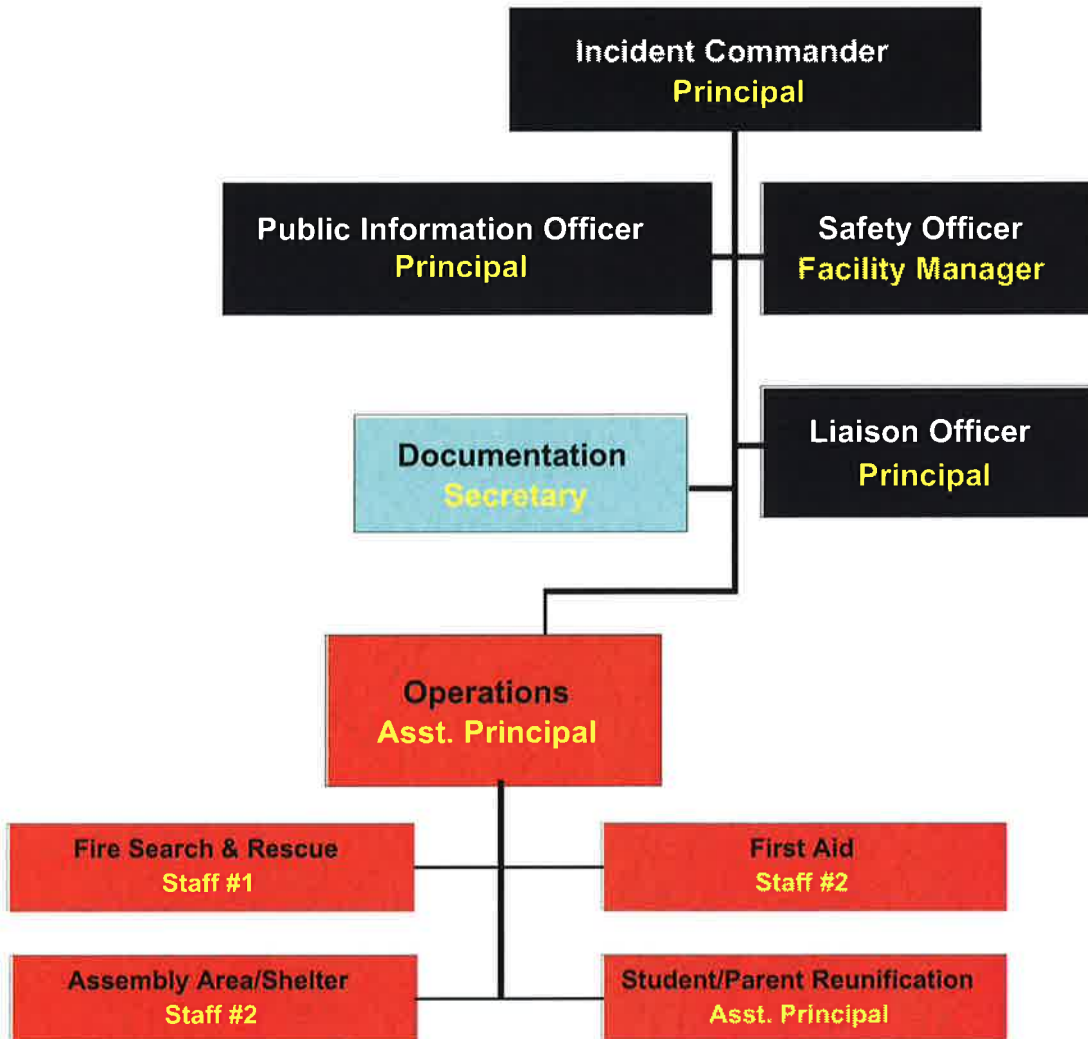 Incident Commander
Principal
Public Information Officer
Principal
Safety Officer
Facility Manager
Liaison Officer
Principal
Documentation
Secretary
Operations
Asst. Principal
Fire Search & Rescue
Staff #1
First Aid
Staff #2
Assembly Area/Shelter
Staff #2
Student/Parent Reunification
Asst. Principal